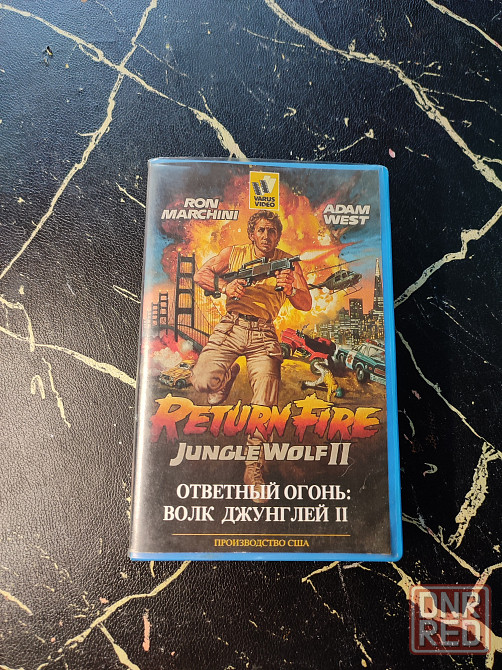 VARUS
VIDEO
RON
MARCHINI
ADAM
WEST
RETURN FIRE
JUNGLE WOLF II
ОТВЕТНЫЙ ОГОНЬ:
ВОЛК ДЖУНГЛЕЙ II
ПРОИЗВОДСТВО США
DNR
RED